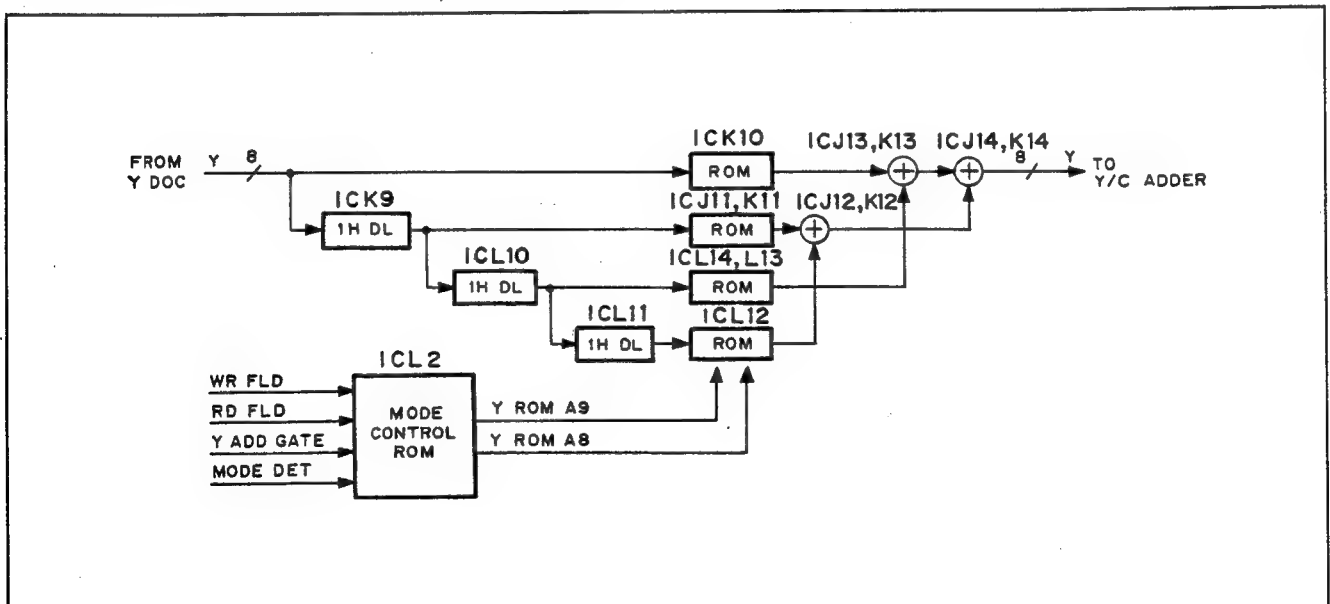 FROM
Y DOC
Y 8
ICK10
ROM
ICJ13,K13
ICJ14,K14
8 Y
TO
Y/C ADDER
ICK9
1H DL
ICJ11,K11
ROM
ICJ12,K12
ICL10
1H DL
ICL14,L13
ROM
ICL11
1H DL
ICL12
ROM
ICL2
MODE
CONTROL
ROM
WR FLD
RD FLD
Y ADD GATE
MODE DET
Y ROM A9
Y ROM A8